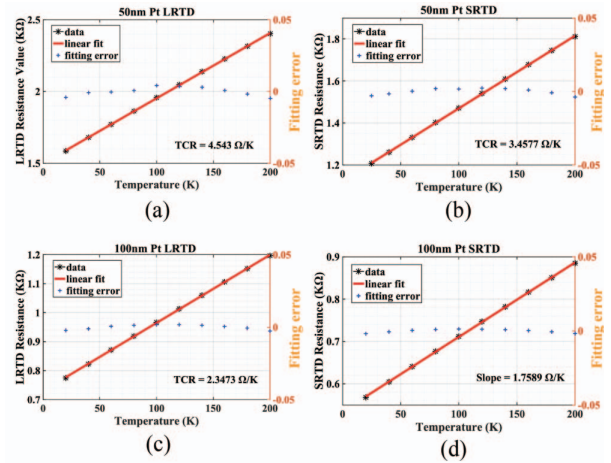 50nm Pt LRTD
LRTD Resistance Value (KΩ)
2.5
2
1.5
data
linear fit
fitting error
TCR = 4.543 Ω/K
0 50 100 150 200
Temperature (K)
0.05
0
-0.05
Fitting error
(a)
50nm Pt SRTD
SRTD Resistance (KΩ)
1.8
1.6
1.4
1.2
data
linear fit
fitting error
TCR = 3.4577 Ω/K
0 50 100 150 200
Temperature (K)
0.05
0
-0.05
Fitting error
(b)
100nm Pt LRTD
LRTD Resistance (KΩ)
1.2
1.1
1
0.9
0.8
0.7
data
linear fit
fitting error
TCR = 2.3473 Ω/K
0 50 100 150 200
Temperature (K)
0.05
0
-0.05
Fitting error
(c)
100nm Pt SRTD
SRTD Resistance (KΩ)
0.9
0.8
0.7
0.6
data
linear fit
fitting error
Slope = 1.7589 Ω/K
0 50 100 150 200
Temperature (K)
0.05
0
-0.05
Fitting error
(d)